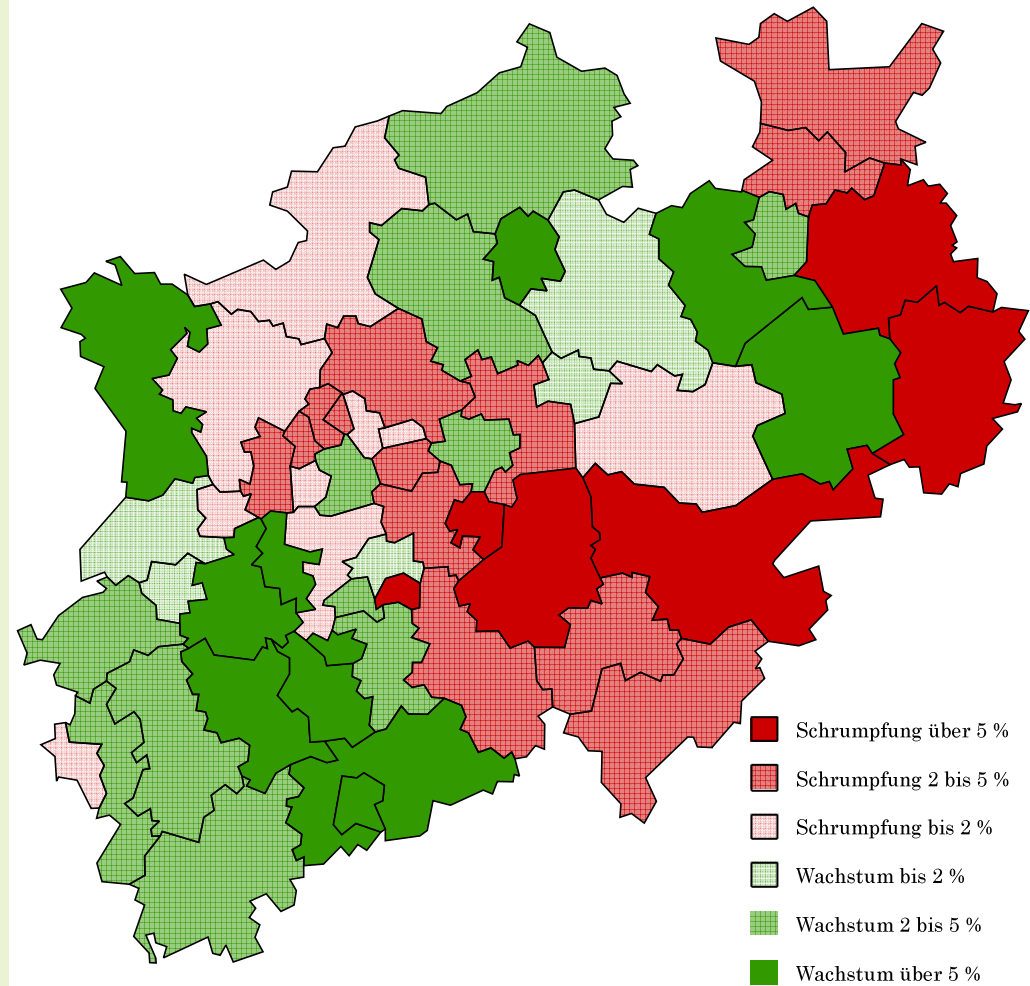 Schrumpfung über 5 %
Schrumpfung 2 bis 5 %
Schrumpfung bis 2 %
Wachstum bis 2 %
Wachstum 2 bis 5 %
Wachstum über 5 %